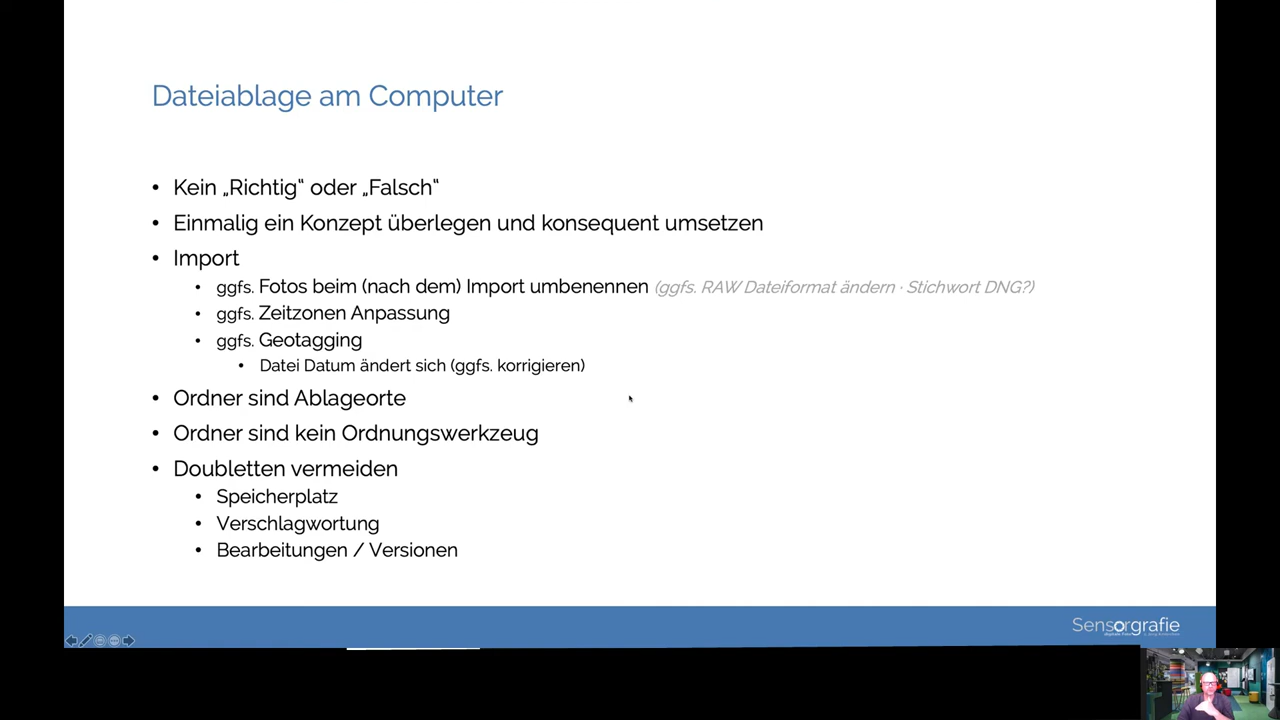 Dateiablage am Computer
• Kein „Richtig“ oder „Falsch“
• Einmalig ein Konzept überlegen und konsequent umsetzen
• Import
• ggfs. Fotos beim (nach dem) Import umbenennen (ggfs. RAW Dateiformat ändern · Stichwort DNG?)
• ggfs. Zeitzonen Anpassung
• ggfs. Geotagging
• Datei Datum ändert sich (ggfs. korrigieren)
• Ordner sind Ablageorte
• Ordner sind kein Ordnungswerkzeug
• Doubletten vermeiden
• Speicherplatz
• Verschlagwortung
• Bearbeitungen / Versionen
Sensorgrafie